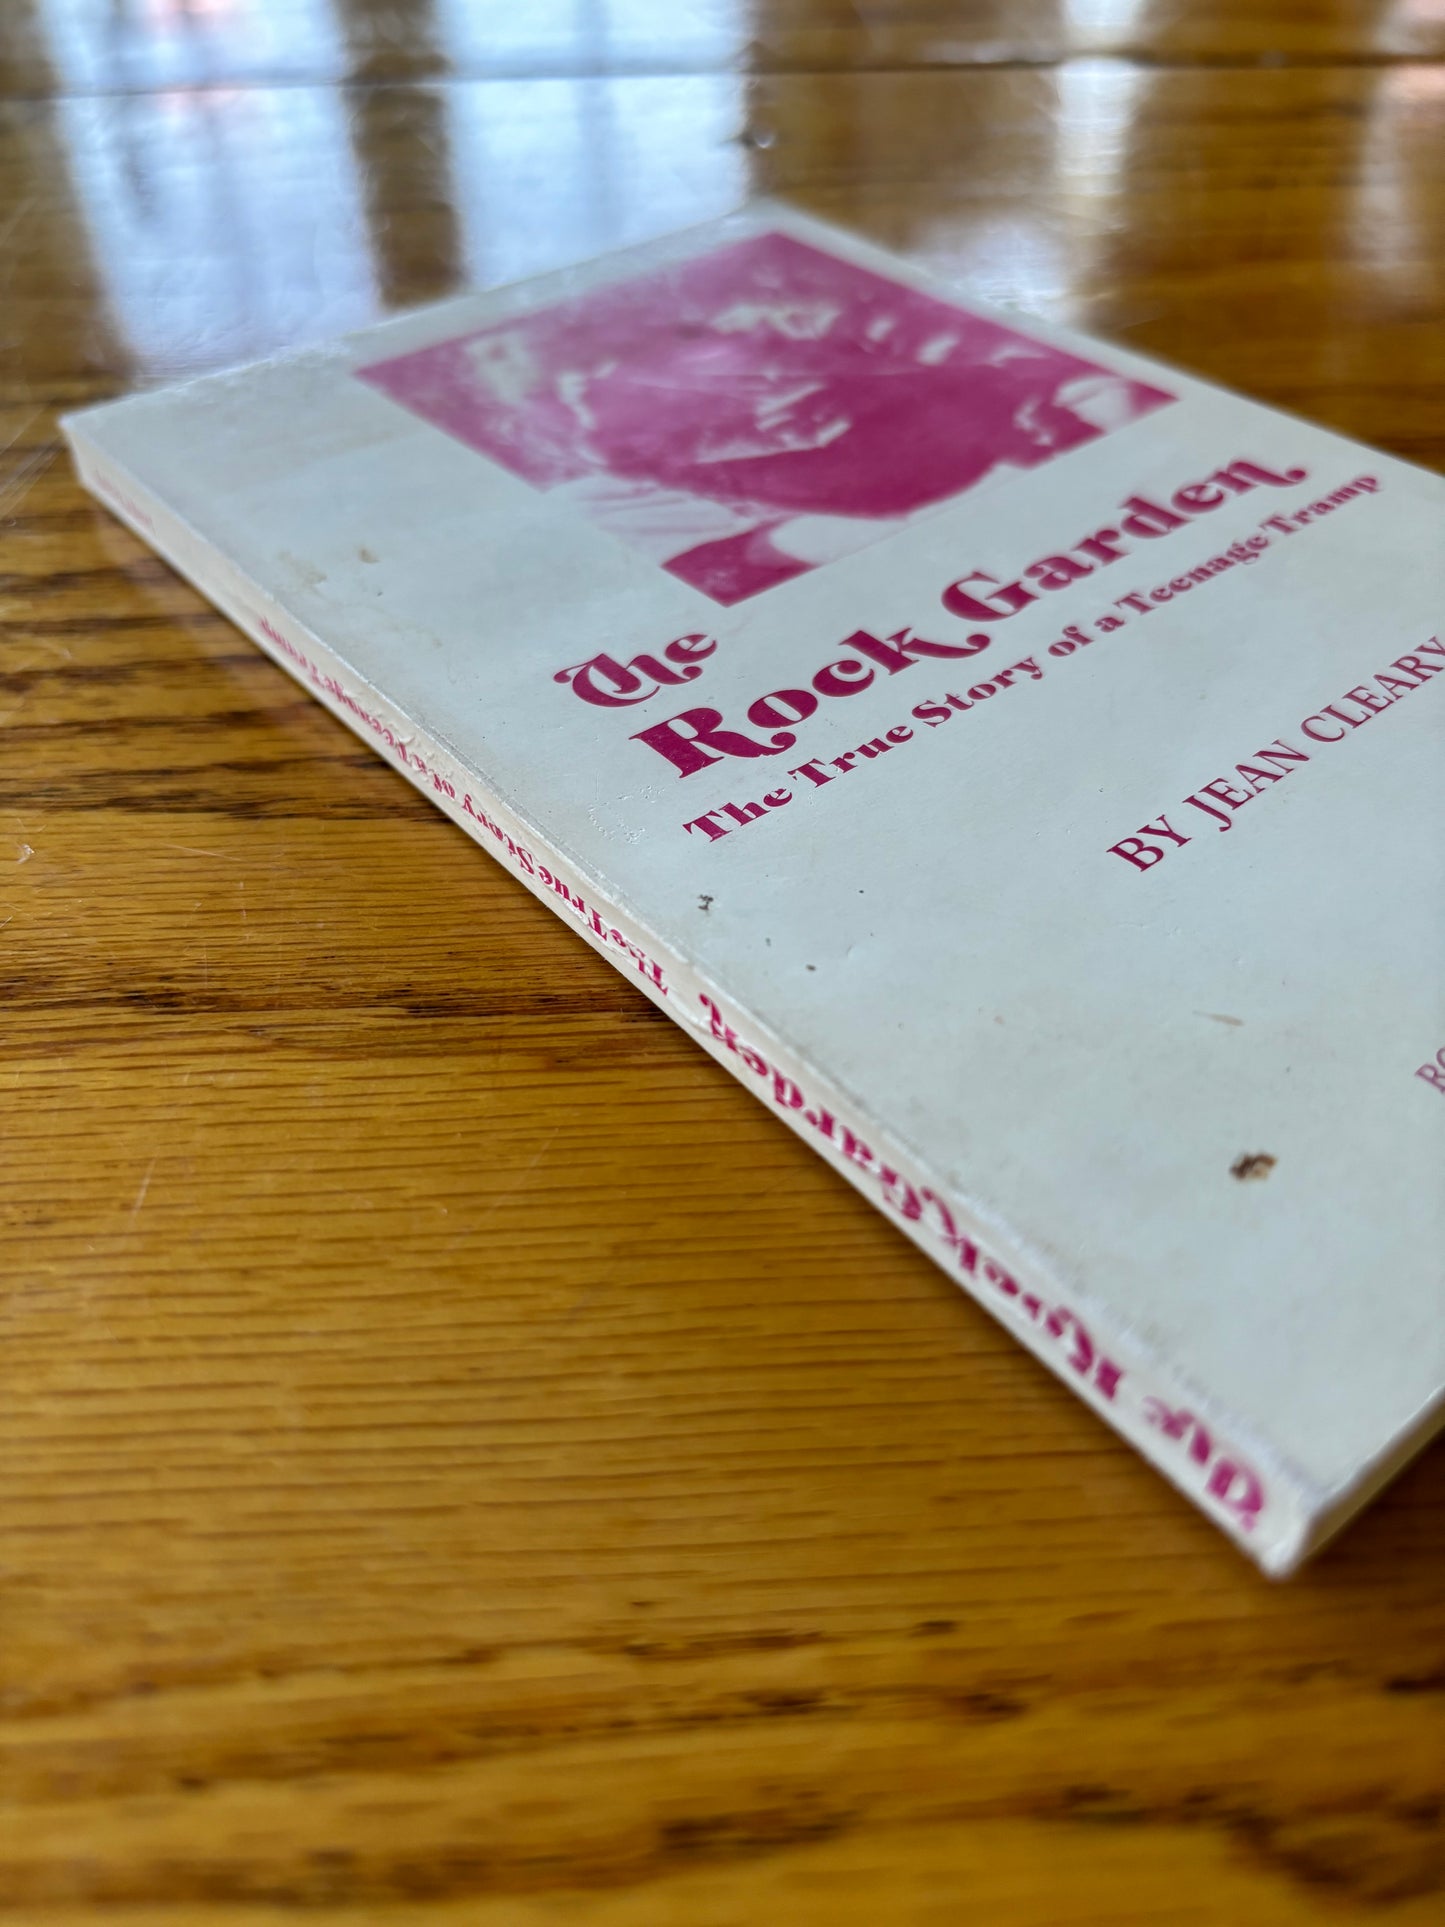 The
Rock Garden
The True Story of a Teenage Tramp
BY JEAN CLEARY
The Rock Garden The True Story of a Teenage Tramp